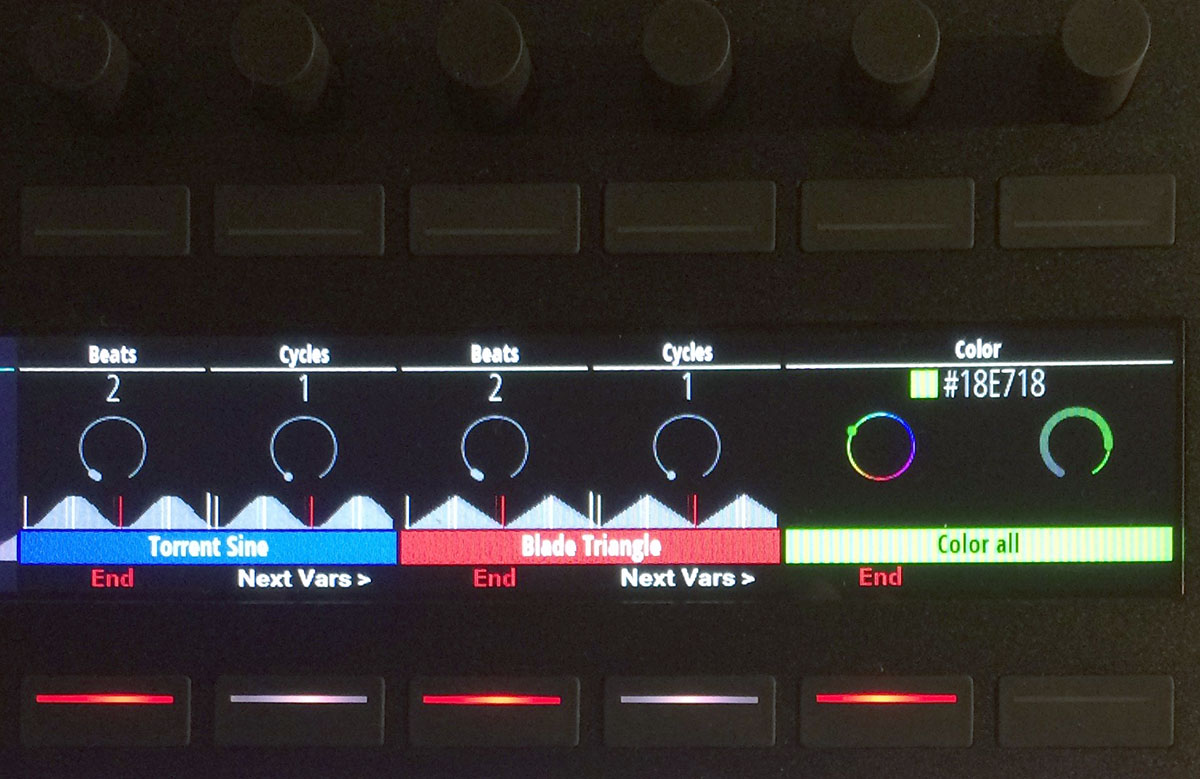 Beats Cycles Beats Cycles Color
2 1 2 1 #18E718
Torrent Sine Blade Triangle Color all
End Next Vars > End Next Vars > End